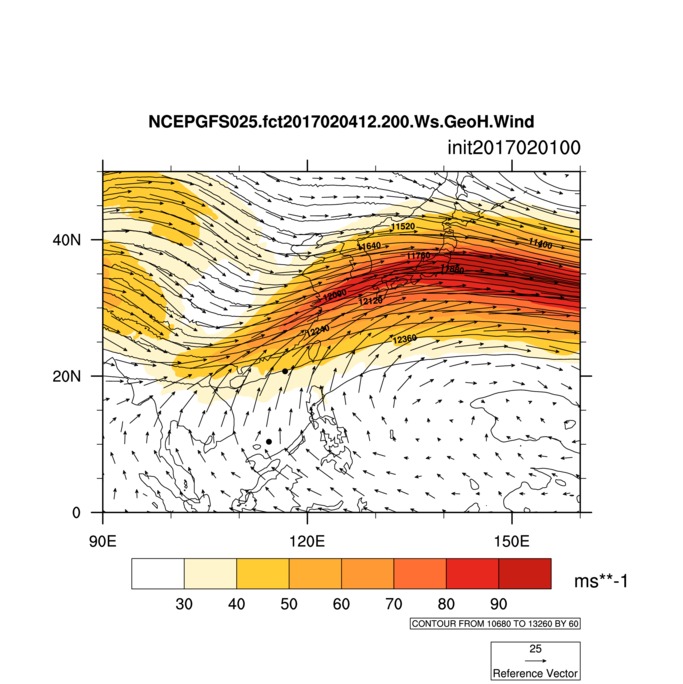 NCEPGFS025.fct2017020412.200.Ws.GeoH.Wind
init2017020100
40N
20N
0
11520
11640
11760
11880
11400
12000
12120
12240
12360
90E
120E
150E
30 40 50 60 70 80 90
ms**-1
CONTOUR FROM 10680 TO 13260 BY 60
25
Reference Vector